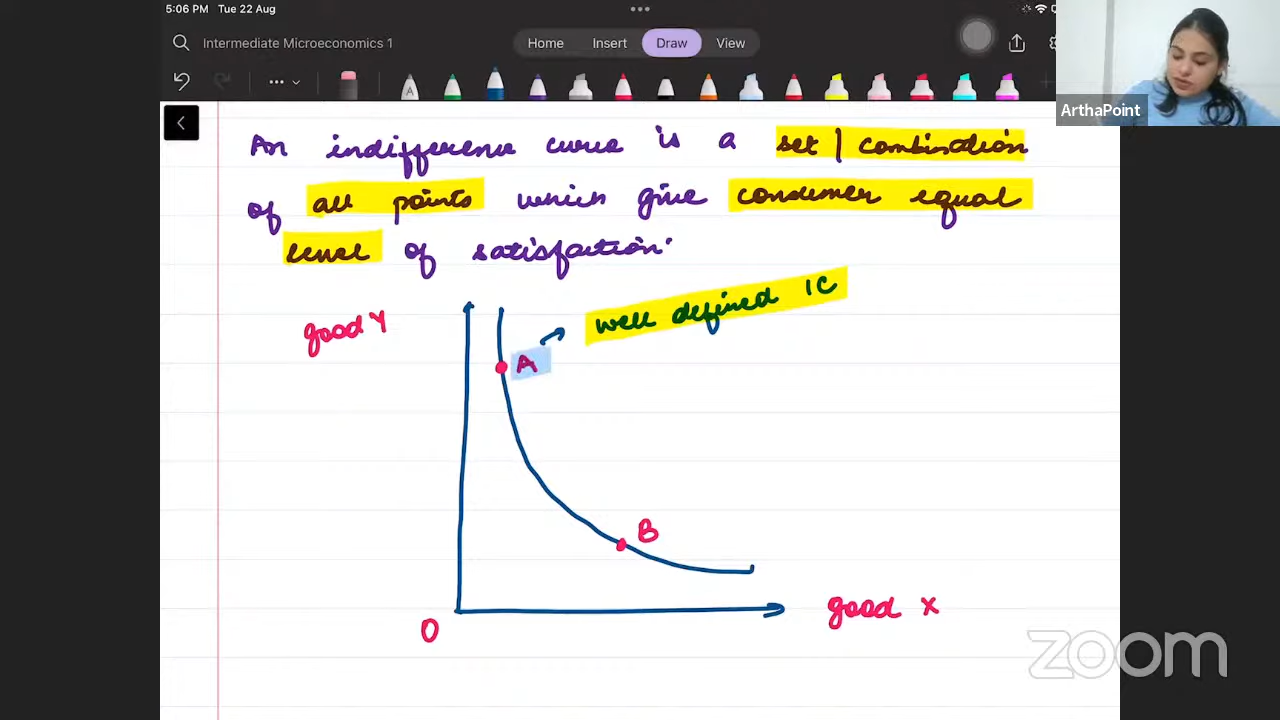 5:06 PM Tue 22 Aug
Intermediate Microeconomics 1
Home Insert Draw View
ArthaPoint
An indifference curve is a set | combination
of all points which give consumer equal
level of satisfaction.
well defined IC
good Y
A
B
good X
O
zoom